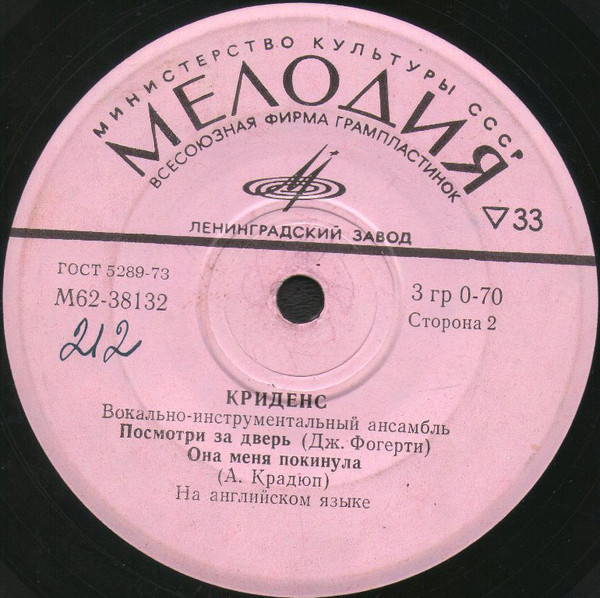 МИНИСТЕРСТВО КУЛЬТУРЫ СССР
МЕЛОДИЯ
ВСЕСОЮЗНАЯ ФИРМА ГРАМПЛАСТИНОК
33
ЛЕНИНГРАДСКИЙ ЗАВОД
ГОСТ 5289-73
М62-38132
3 гр 0-70
Сторона 2
212
КРИДЕНС
Вокально-инструментальный ансамбль
Посмотри за дверь (Дж. Фогерти)
Она меня покинула
(А. Крадюп)
На английском языке